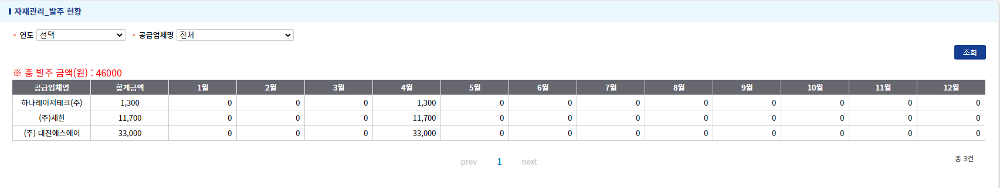 자재관리_발주 현황
연도 선택 공급업체명 전체
조회
※ 총 발주 금액(원) : 46000
공급업체명 합계금액 1월 2월 3월 4월 5월 6월 7월 8월 9월 10월 11월 12월
하나레이저테크(주) 1,300 0 0 0 1,300 0 0 0 0 0 0 0 0
(주)세한 11,700 0 0 0 11,700 0 0 0 0 0 0 0 0
(주) 대진에스에이 33,000 0 0 0 33,000 0 0 0 0 0 0 0 0
prev 1 next 총 3건